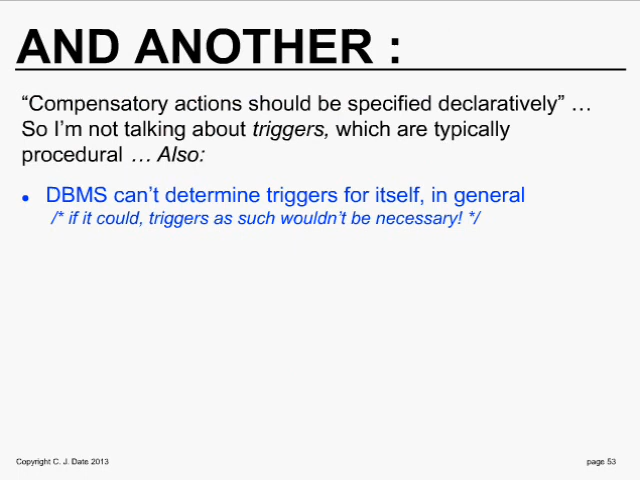 AND ANOTHER :
“Compensatory actions should be specified declaratively” …
So I’m not talking about triggers, which are typically
procedural … Also:
• DBMS can’t determine triggers for itself, in general
/* if it could, triggers as such wouldn’t be necessary! */
Copyright C. J. Date 2013
page 53